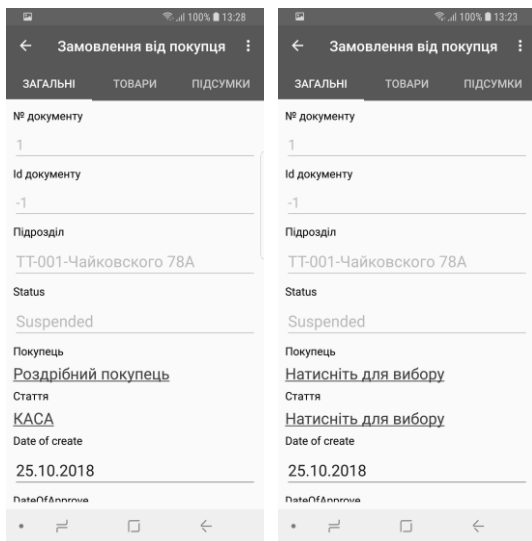 100% 13:28
Замовлення від покупця
ЗАГАЛЬНІ ТОВАРИ ПІДСУМКИ
№ документу
1
Id документу
-1
Підрозділ
ТТ-001-Чайковского 78А
Status
Suspended
Покупець
Роздрібний покупець
Стаття
КАСА
Date of create
25.10.2018
DateOfApprove
100% 13:23
Замовлення від покупця
ЗАГАЛЬНІ ТОВАРИ ПІДСУМКИ
№ документу
1
Id документу
-1
Підрозділ
ТТ-001-Чайковского 78А
Status
Suspended
Покупець
Натисніть для вибору
Стаття
Натисніть для вибору
Date of create
25.10.2018
DateOfApprove